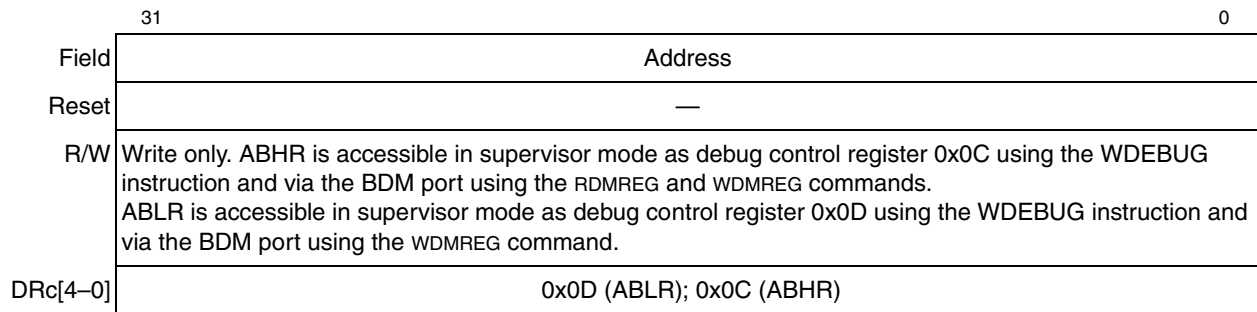 31 0
Field Address
Reset —
R/W Write only. ABHR is accessible in supervisor mode as debug control register 0x0C using the WDEBUG
instruction and via the BDM port using the RDMREG and WDMREG commands.
ABLR is accessible in supervisor mode as debug control register 0x0D using the WDEBUG instruction and
via the BDM port using the WDMREG command.
DRc[4–0] 0x0D (ABLR); 0x0C (ABHR)